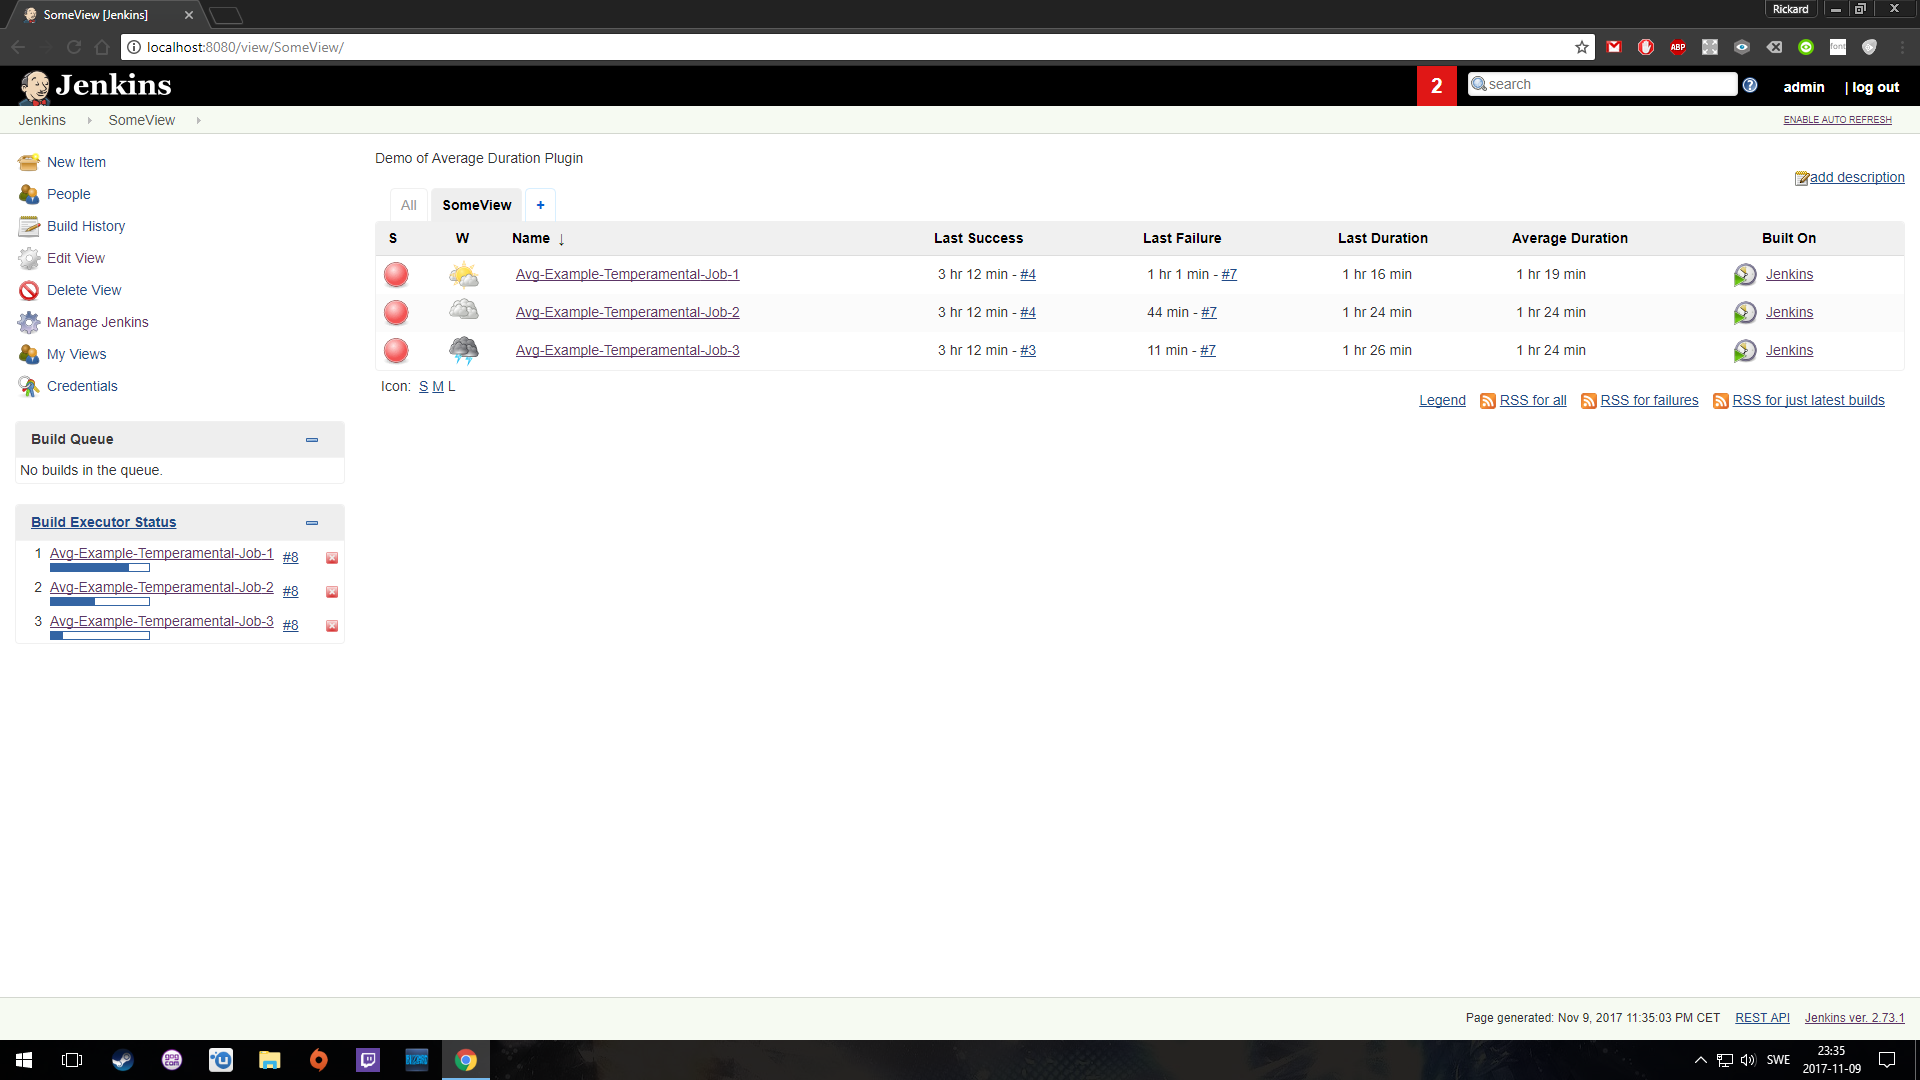 SomeView [Jenkins]
Rickard
localhost:8080/view/SomeView/
ABP
font
Jenkins
2
search
admin
| log out
Jenkins
SomeView
ENABLE AUTO REFRESH
New Item
People
Build History
Edit View
Delete View
Manage Jenkins
My Views
Credentials
Build Queue
No builds in the queue.
Build Executor Status
1 Avg-Example-Temperamental-Job-1 #8
2 Avg-Example-Temperamental-Job-2 #8
3 Avg-Example-Temperamental-Job-3 #8
Demo of Average Duration Plugin
add description
All SomeView +
S W Name ↓ Last Success Last Failure Last Duration Average Duration Built On
Avg-Example-Temperamental-Job-1 3 hr 12 min - #4 1 hr 1 min - #7 1 hr 16 min 1 hr 19 min Jenkins
Avg-Example-Temperamental-Job-2 3 hr 12 min - #4 44 min - #7 1 hr 24 min 1 hr 24 min Jenkins
Avg-Example-Temperamental-Job-3 3 hr 12 min - #3 11 min - #7 1 hr 26 min 1 hr 24 min Jenkins
Icon: S M L
Legend RSS for all RSS for failures RSS for just latest builds
Page generated: Nov 9, 2017 11:35:03 PM CET REST API Jenkins ver. 2.73.1
gog
com
SWE
23:35
2017-11-09